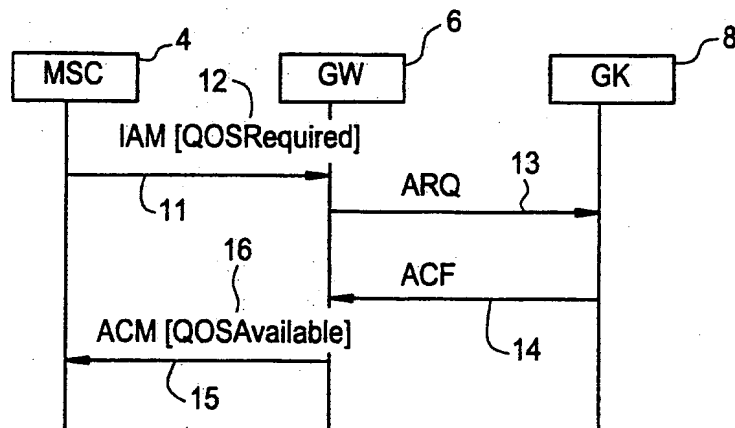 4
6
8
MSC
GW
GK
12
IAM [QOSRequired]
11
ARQ
13
16
ACF
ACM [QOSAvailable]
14
15